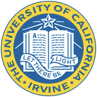 THE UNIVERSITY OF CALIFORNIA
LET THERE BE
LIGHT
• IRVINE •